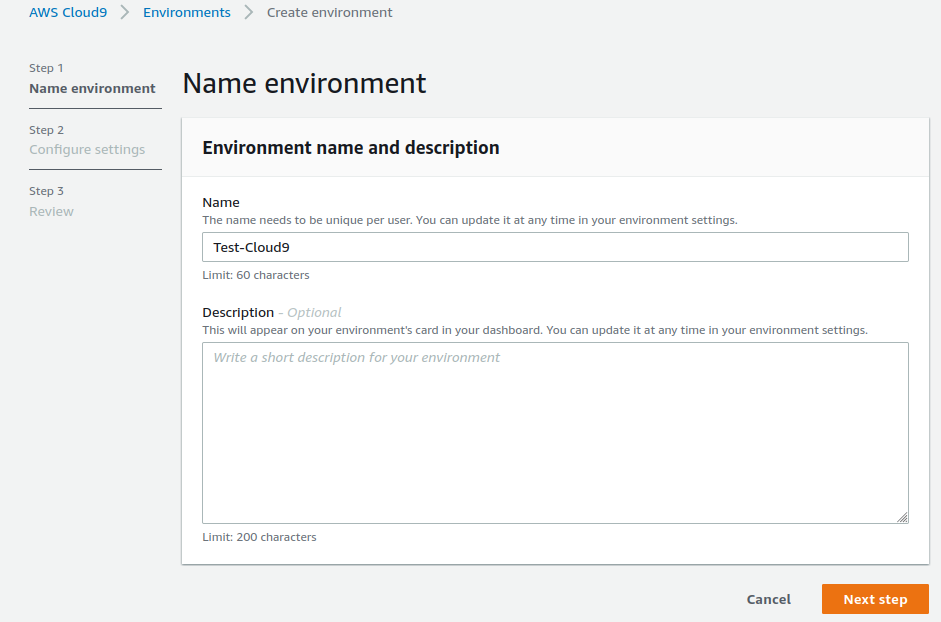 AWS Cloud9 > Environments > Create environment
Step 1
Name environment
Step 2
Configure settings
Step 3
Review
Name environment
Environment name and description
Name
The name needs to be unique per user. You can update it at any time in your environment settings.
Test-Cloud9
Limit: 60 characters
Description – Optional
This will appear on your environment's card in your dashboard. You can update it at any time in your environment settings.
Write a short description for your environment
Limit: 200 characters
Cancel
Next step